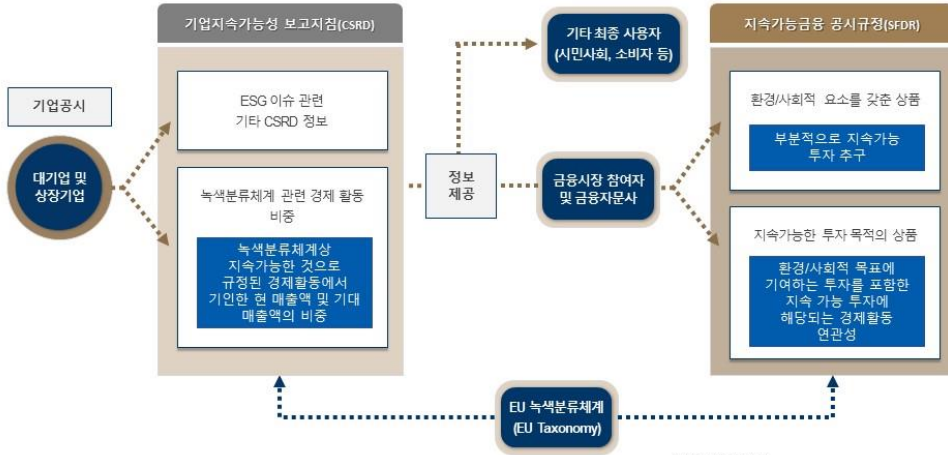 기업지속가능성 보고지침(CSRD)
기타 최종 사용자
(시민사회, 소비자 등)
지속가능금융 공시규정(SFDR)
기업공시
대기업 및
상장기업
ESG 이슈 관련
기타 CSRD 정보
녹색분류체계 관련 경제 활동
비중
녹색분류체계상
지속가능한 것으로
규정된 경제활동에서
기인한 현 매출액 및 기대
매출액의 비중
정보
제공
금융시장 참여자
및 금융자문사
환경/사회적 요소를 갖춘 상품
부분적으로 지속가능
투자 추구
지속가능한 투자 목적의 상품
환경/사회적 목표에
기여하는 투자를 포함한
지속 가능 투자에
해당되는 경제활동
연관성
EU 녹색분류체계
(EU Taxonomy)